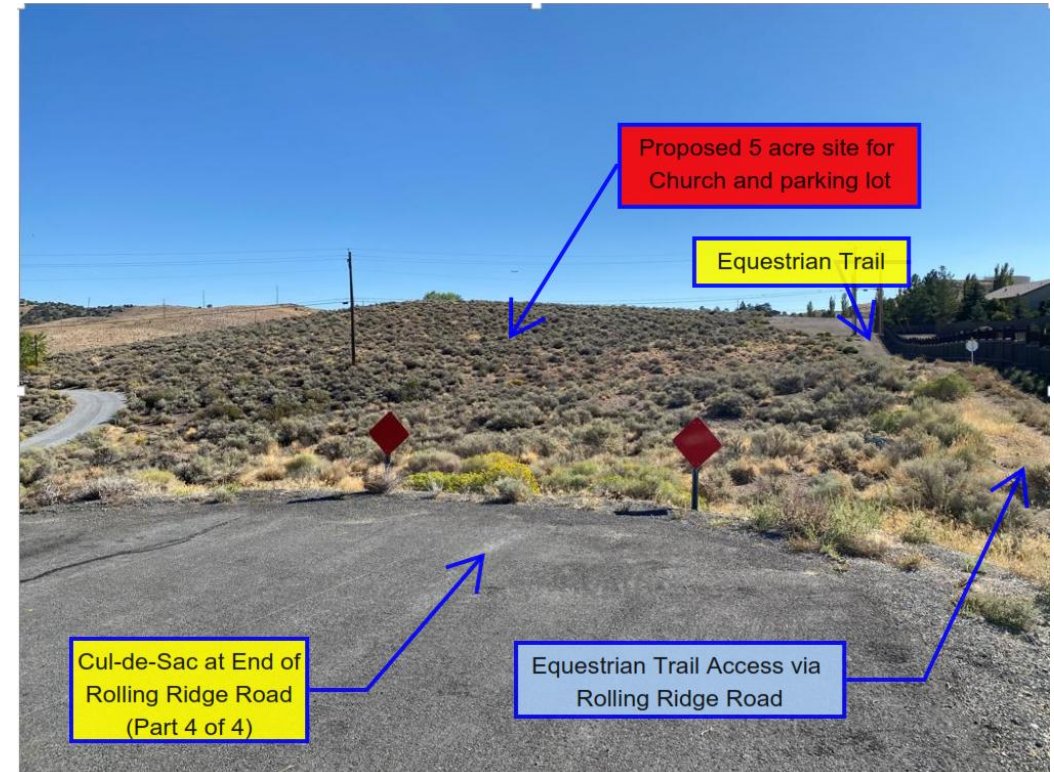 Proposed 5 acre site for
Church and parking lot
Equestrian Trail
Cul-de-Sac at End of
Rolling Ridge Road
(Part 4 of 4)
Equestrian Trail Access via
Rolling Ridge Road